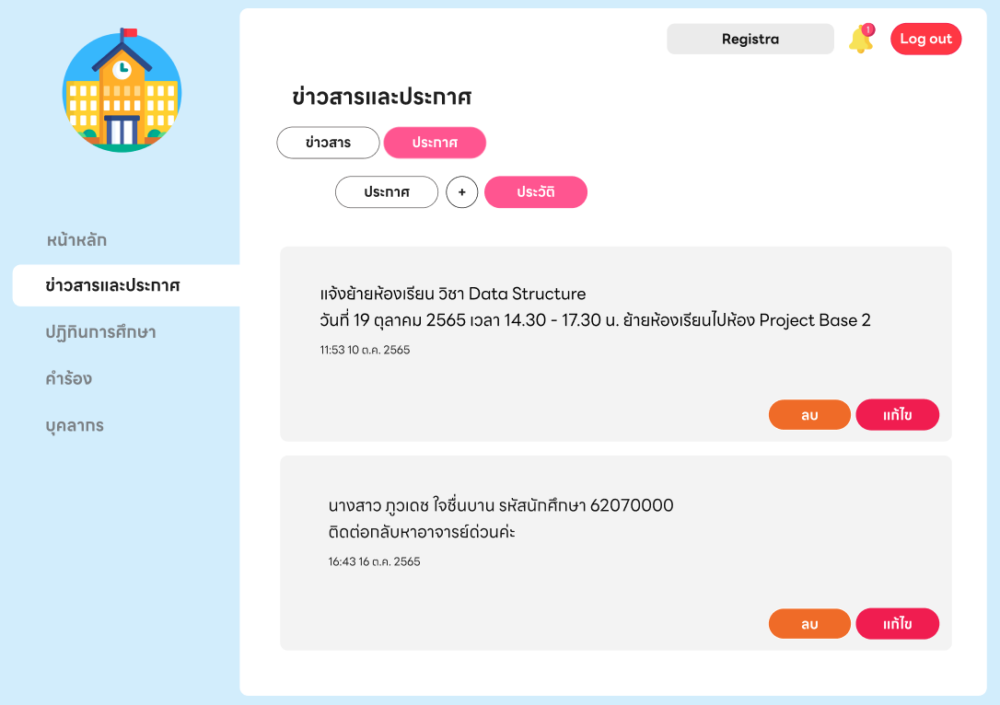 Registra
1
Log out
ข่าวสารและประกาศ
ข่าวสาร
ประกาศ
ประกาศ
+
ประวัติ
หน้าหลัก
ข่าวสารและประกาศ
ปฏิทินการศึกษา
คำร้อง
บุคลากร
แจ้งย้ายห้องเรียน วิชา Data Structure
วันที่ 19 ตุลาคม 2565 เวลา 14.30 - 17.30 น. ย้ายห้องเรียนไปห้อง Project Base 2
11:53 10 ต.ค. 2565
ลบ
แก้ไข
นางสาว ภูวเดช ใจชื่นบาน รหัสนักศึกษา 62070000
ติดต่อกลับหาอาจารย์ด่วนค่ะ
16:43 16 ต.ค. 2565
ลบ
แก้ไข